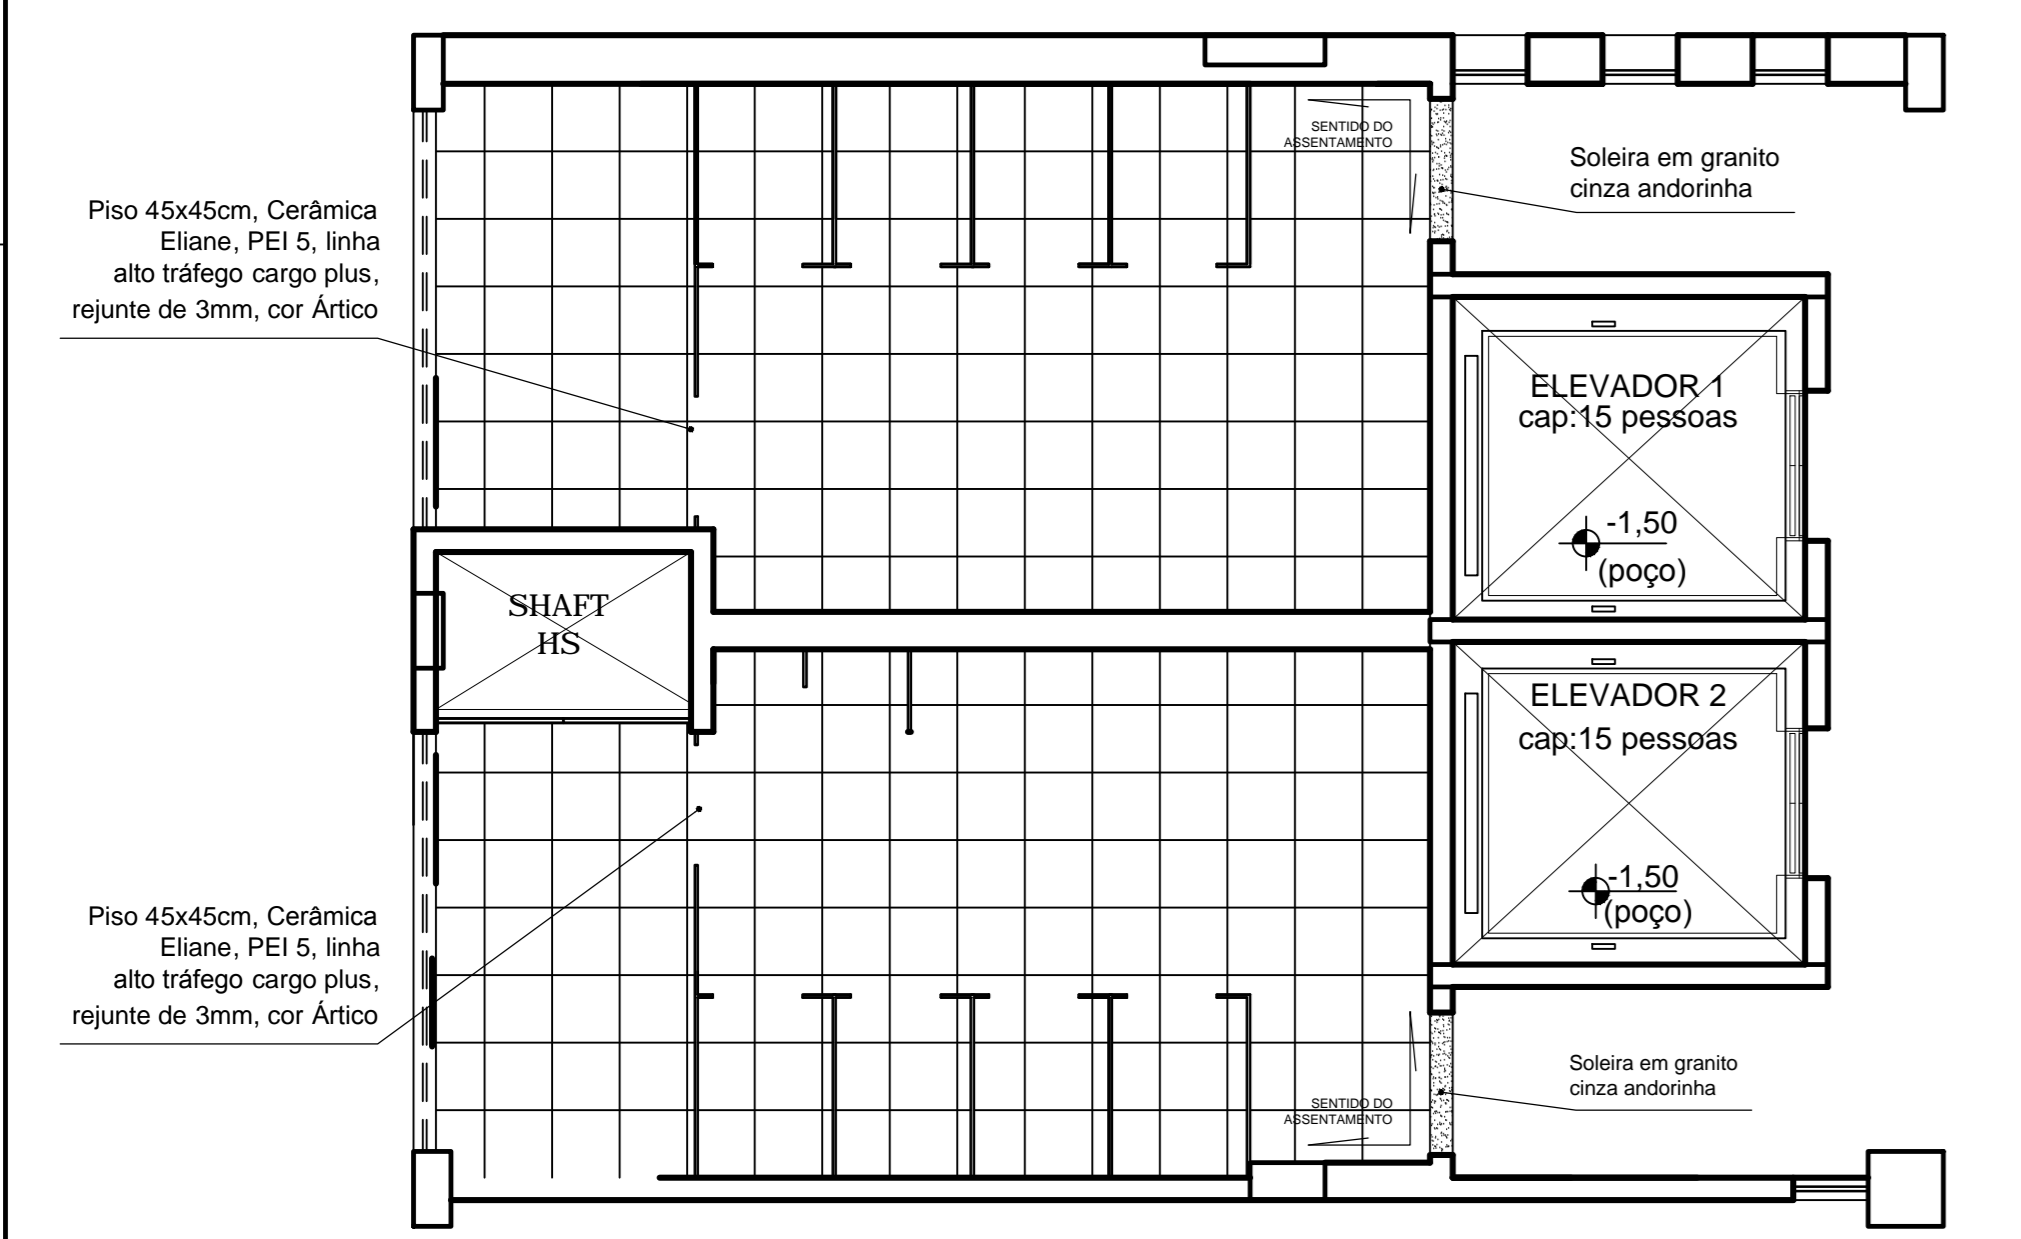 SENTIDO DO
ASSENTAMENTO
Soleira em granito
cinza andorinha
Piso 45x45cm, Cerâmica
Eliane, PEI 5, linha
alto tráfego cargo plus,
rejunte de 3mm, cor Ártico
ELEVADOR 1
cap:15 pessoas
-1,50
(poço)
SHAFT
HS
ELEVADOR 2
cap:15 pessoas
-1,50
(poço)
Piso 45x45cm, Cerâmica
Eliane, PEI 5, linha
alto tráfego cargo plus,
rejunte de 3mm, cor Ártico
Soleira em granito
cinza andorinha
SENTIDO DO
ASSENTAMENTO